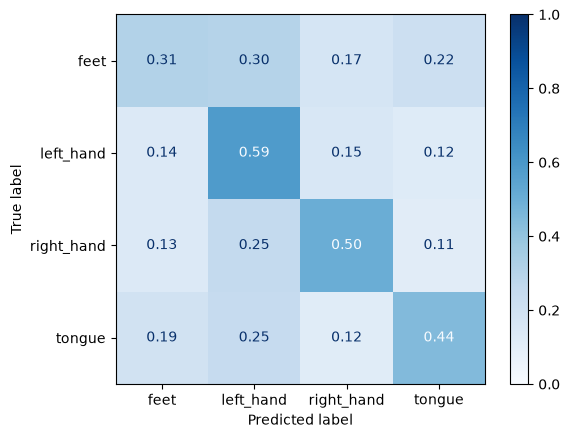 1.0
feet 0.31 0.30 0.17 0.22
0.8
left_hand 0.14 0.59 0.15 0.12
0.6
True label
0.4
right_hand 0.13 0.25 0.50 0.11
0.2
tongue 0.19 0.25 0.12 0.44
0.0
feet left_hand right_hand tongue
Predicted label